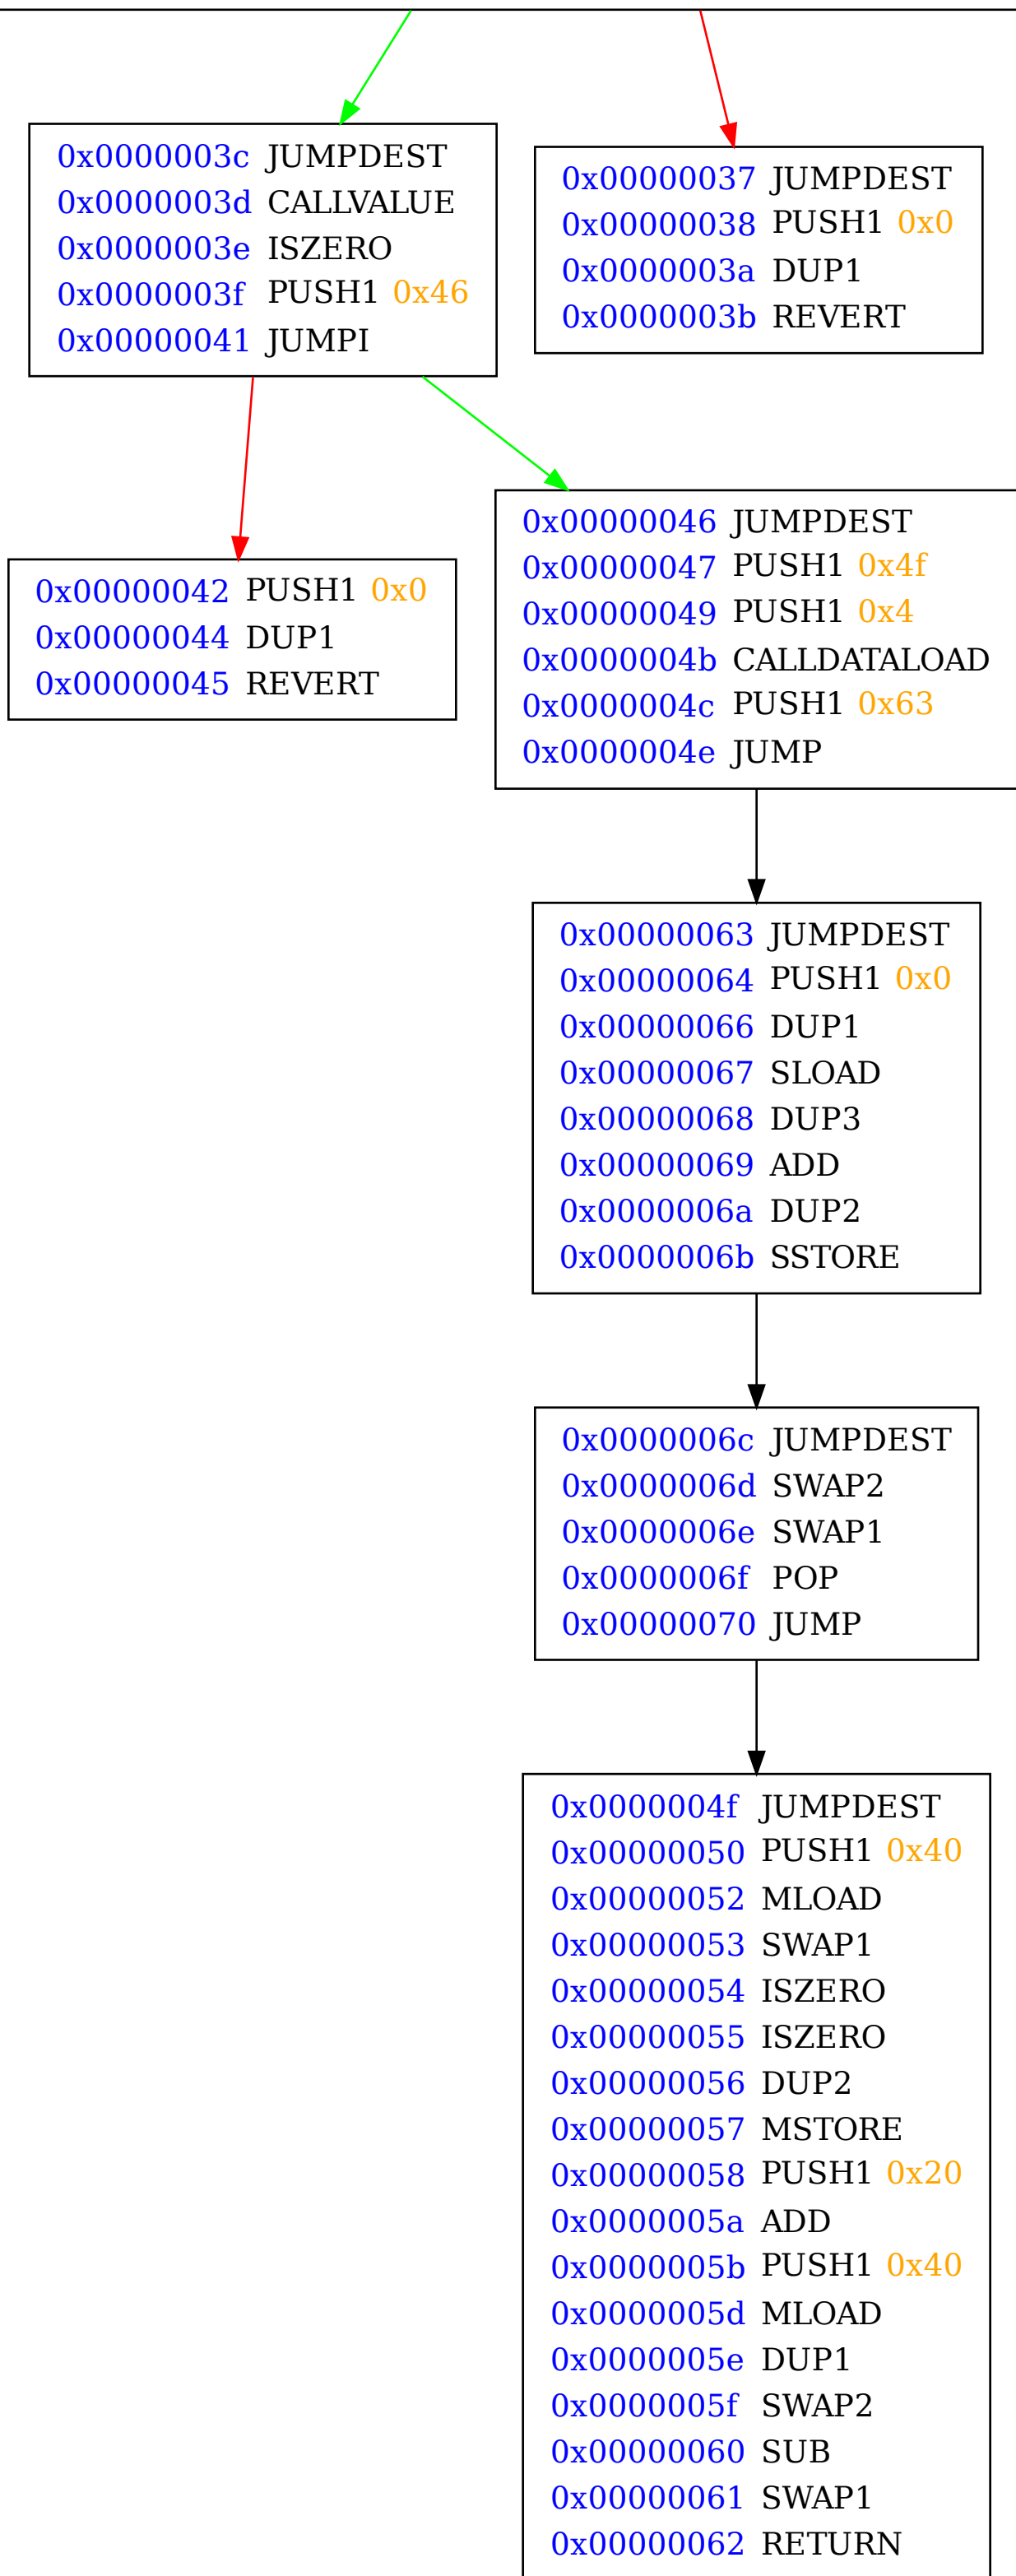 0x0000003c JUMPDEST
0x0000003d CALLVALUE
0x0000003e ISZERO
0x0000003f PUSH1 0x46
0x00000041 JUMPI
0x00000037 JUMPDEST
0x00000038 PUSH1 0x0
0x0000003a DUP1
0x0000003b REVERT
0x00000042 PUSH1 0x0
0x00000044 DUP1
0x00000045 REVERT
0x00000046 JUMPDEST
0x00000047 PUSH1 0x4f
0x00000049 PUSH1 0x4
0x0000004b CALLDATALOAD
0x0000004c PUSH1 0x63
0x0000004e JUMP
0x00000063 JUMPDEST
0x00000064 PUSH1 0x0
0x00000066 DUP1
0x00000067 SLOAD
0x00000068 DUP3
0x00000069 ADD
0x0000006a DUP2
0x0000006b SSTORE
0x0000006c JUMPDEST
0x0000006d SWAP2
0x0000006e SWAP1
0x0000006f POP
0x00000070 JUMP
0x0000004f JUMPDEST
0x00000050 PUSH1 0x40
0x00000052 MLOAD
0x00000053 SWAP1
0x00000054 ISZERO
0x00000055 ISZERO
0x00000056 DUP2
0x00000057 MSTORE
0x00000058 PUSH1 0x20
0x0000005a ADD
0x0000005b PUSH1 0x40
0x0000005d MLOAD
0x0000005e DUP1
0x0000005f SWAP2
0x00000060 SUB
0x00000061 SWAP1
0x00000062 RETURN